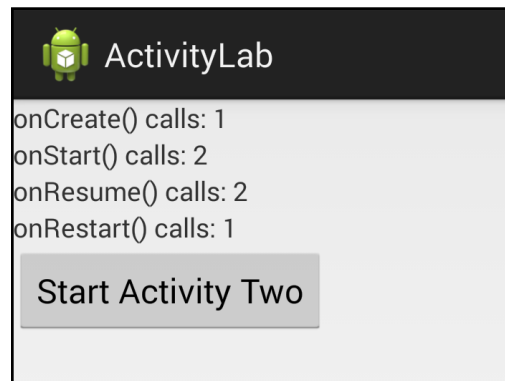 ActivityLab
onCreate() calls: 1
onStart() calls: 2
onResume() calls: 2
onRestart() calls: 1
Start Activity Two